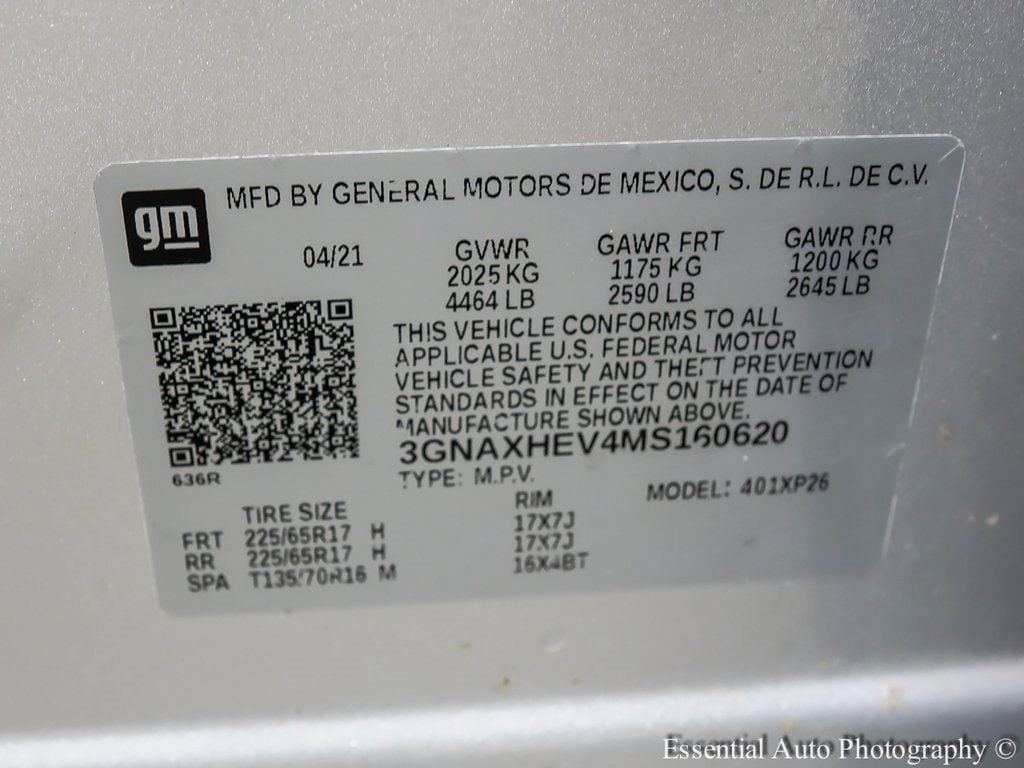 gm
MFD BY GENERAL MOTORS DE MEXICO, S. DE R.L. DE C.V.
04/21
GVWR GAWR FRT GAWR RR
2025 KG 1175 KG 1200 KG
4464 LB 2590 LB 2645 LB
THIS VEHICLE CONFORMS TO ALL
APPLICABLE U.S. FEDERAL MOTOR
VEHICLE SAFETY AND THEFT PREVENTION
STANDARDS IN EFFECT ON THE DATE OF
MANUFACTURE SHOWN ABOVE.
3GNAXHEV4MS160620
636R
TYPE: M.P.V. MODEL: 401XP26
TIRE SIZE RIM
FRT 225/65R17 H 17X7J
RR 225/65R17 H 17X7J
SPA T135/70R16 M 16X4BT
Essential Auto Photography ©